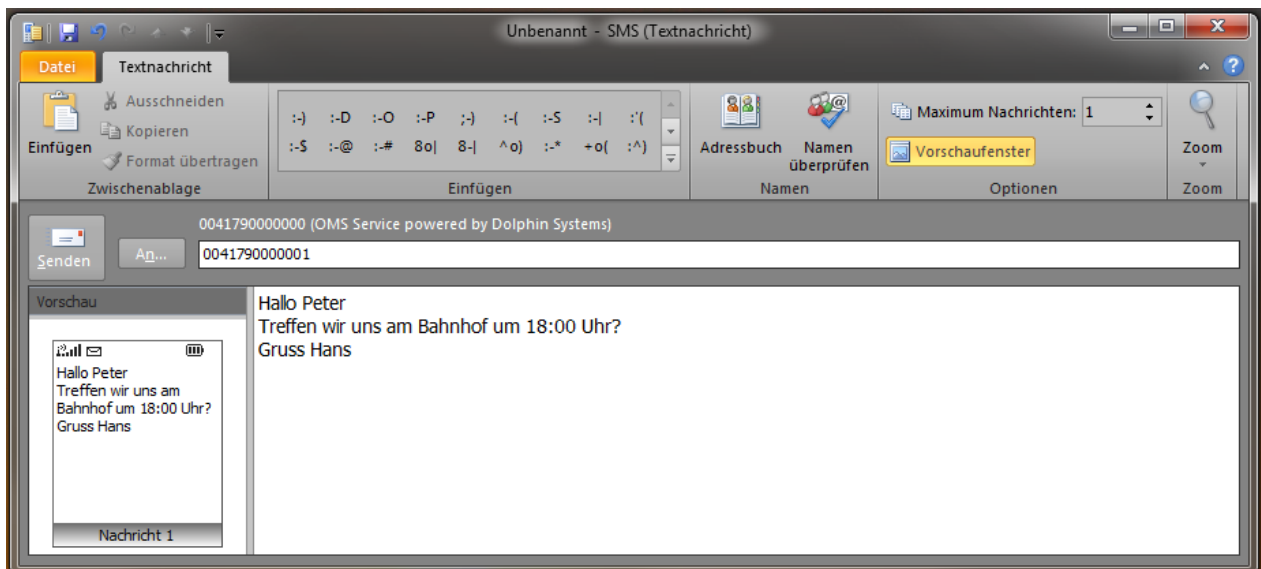 Unbenannt - SMS (Textnachricht)
Datei Textnachricht
Einfügen
Ausschneiden
Kopieren
Format übertragen
Zwischenablage
:-) :-D :-O :-P ;-) :-( :-S :-| :'(
:-$ :-@ :-# 8o| 8-| ^o) :-* +o( :^)
Einfügen
Adressbuch
Namen
überprüfen
Namen
Maximum Nachrichten: 1
Vorschaufenster
Optionen
Zoom
Zoom
Senden
An...
0041790000000 (OMS Service powered by Dolphin Systems)
0041790000001
Vorschau
Hallo Peter
Treffen wir uns am
Bahnhof um 18:00 Uhr?
Gruss Hans
Nachricht 1
Hallo Peter
Treffen wir uns am Bahnhof um 18:00 Uhr?
Gruss Hans